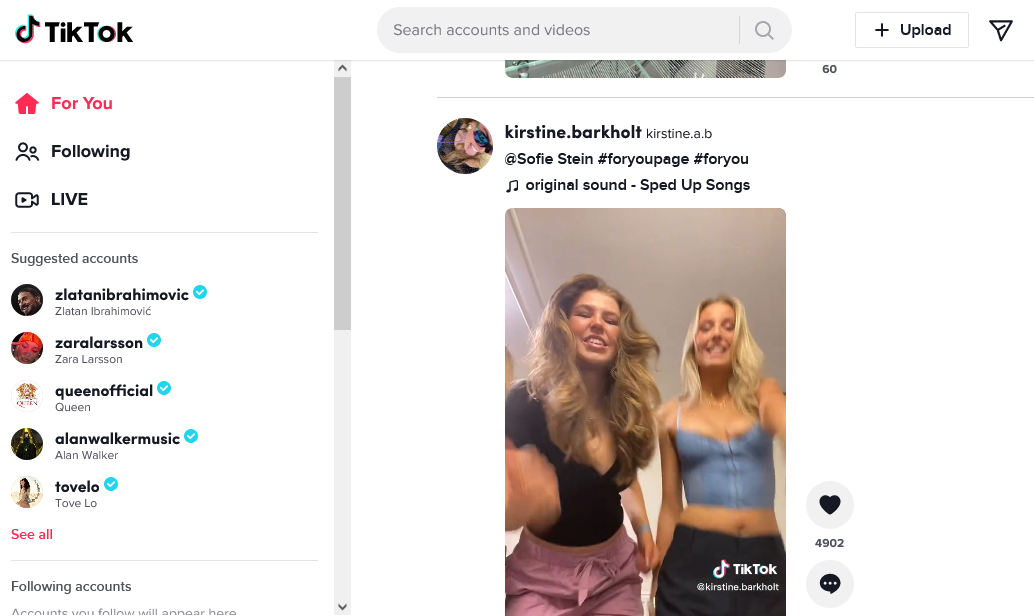 TikTok
Search accounts and videos
Upload
For You
Following
LIVE
Suggested accounts
zlatanibrahimovic
Zlatan Ibrahimović
zaralarsson
Zara Larsson
queenofficial
QUEEN
Queen
alanwalkermusic
Alan Walker
tovelo
Tove Lo
See all
Following accounts
Accounts you follow will appear here
60
kirstine.barkholt kirstine.a.b
@Sofie Stein #foryoupage #foryou
original sound - Sped Up Songs
TikTok
@kirstine.barkholt
4902